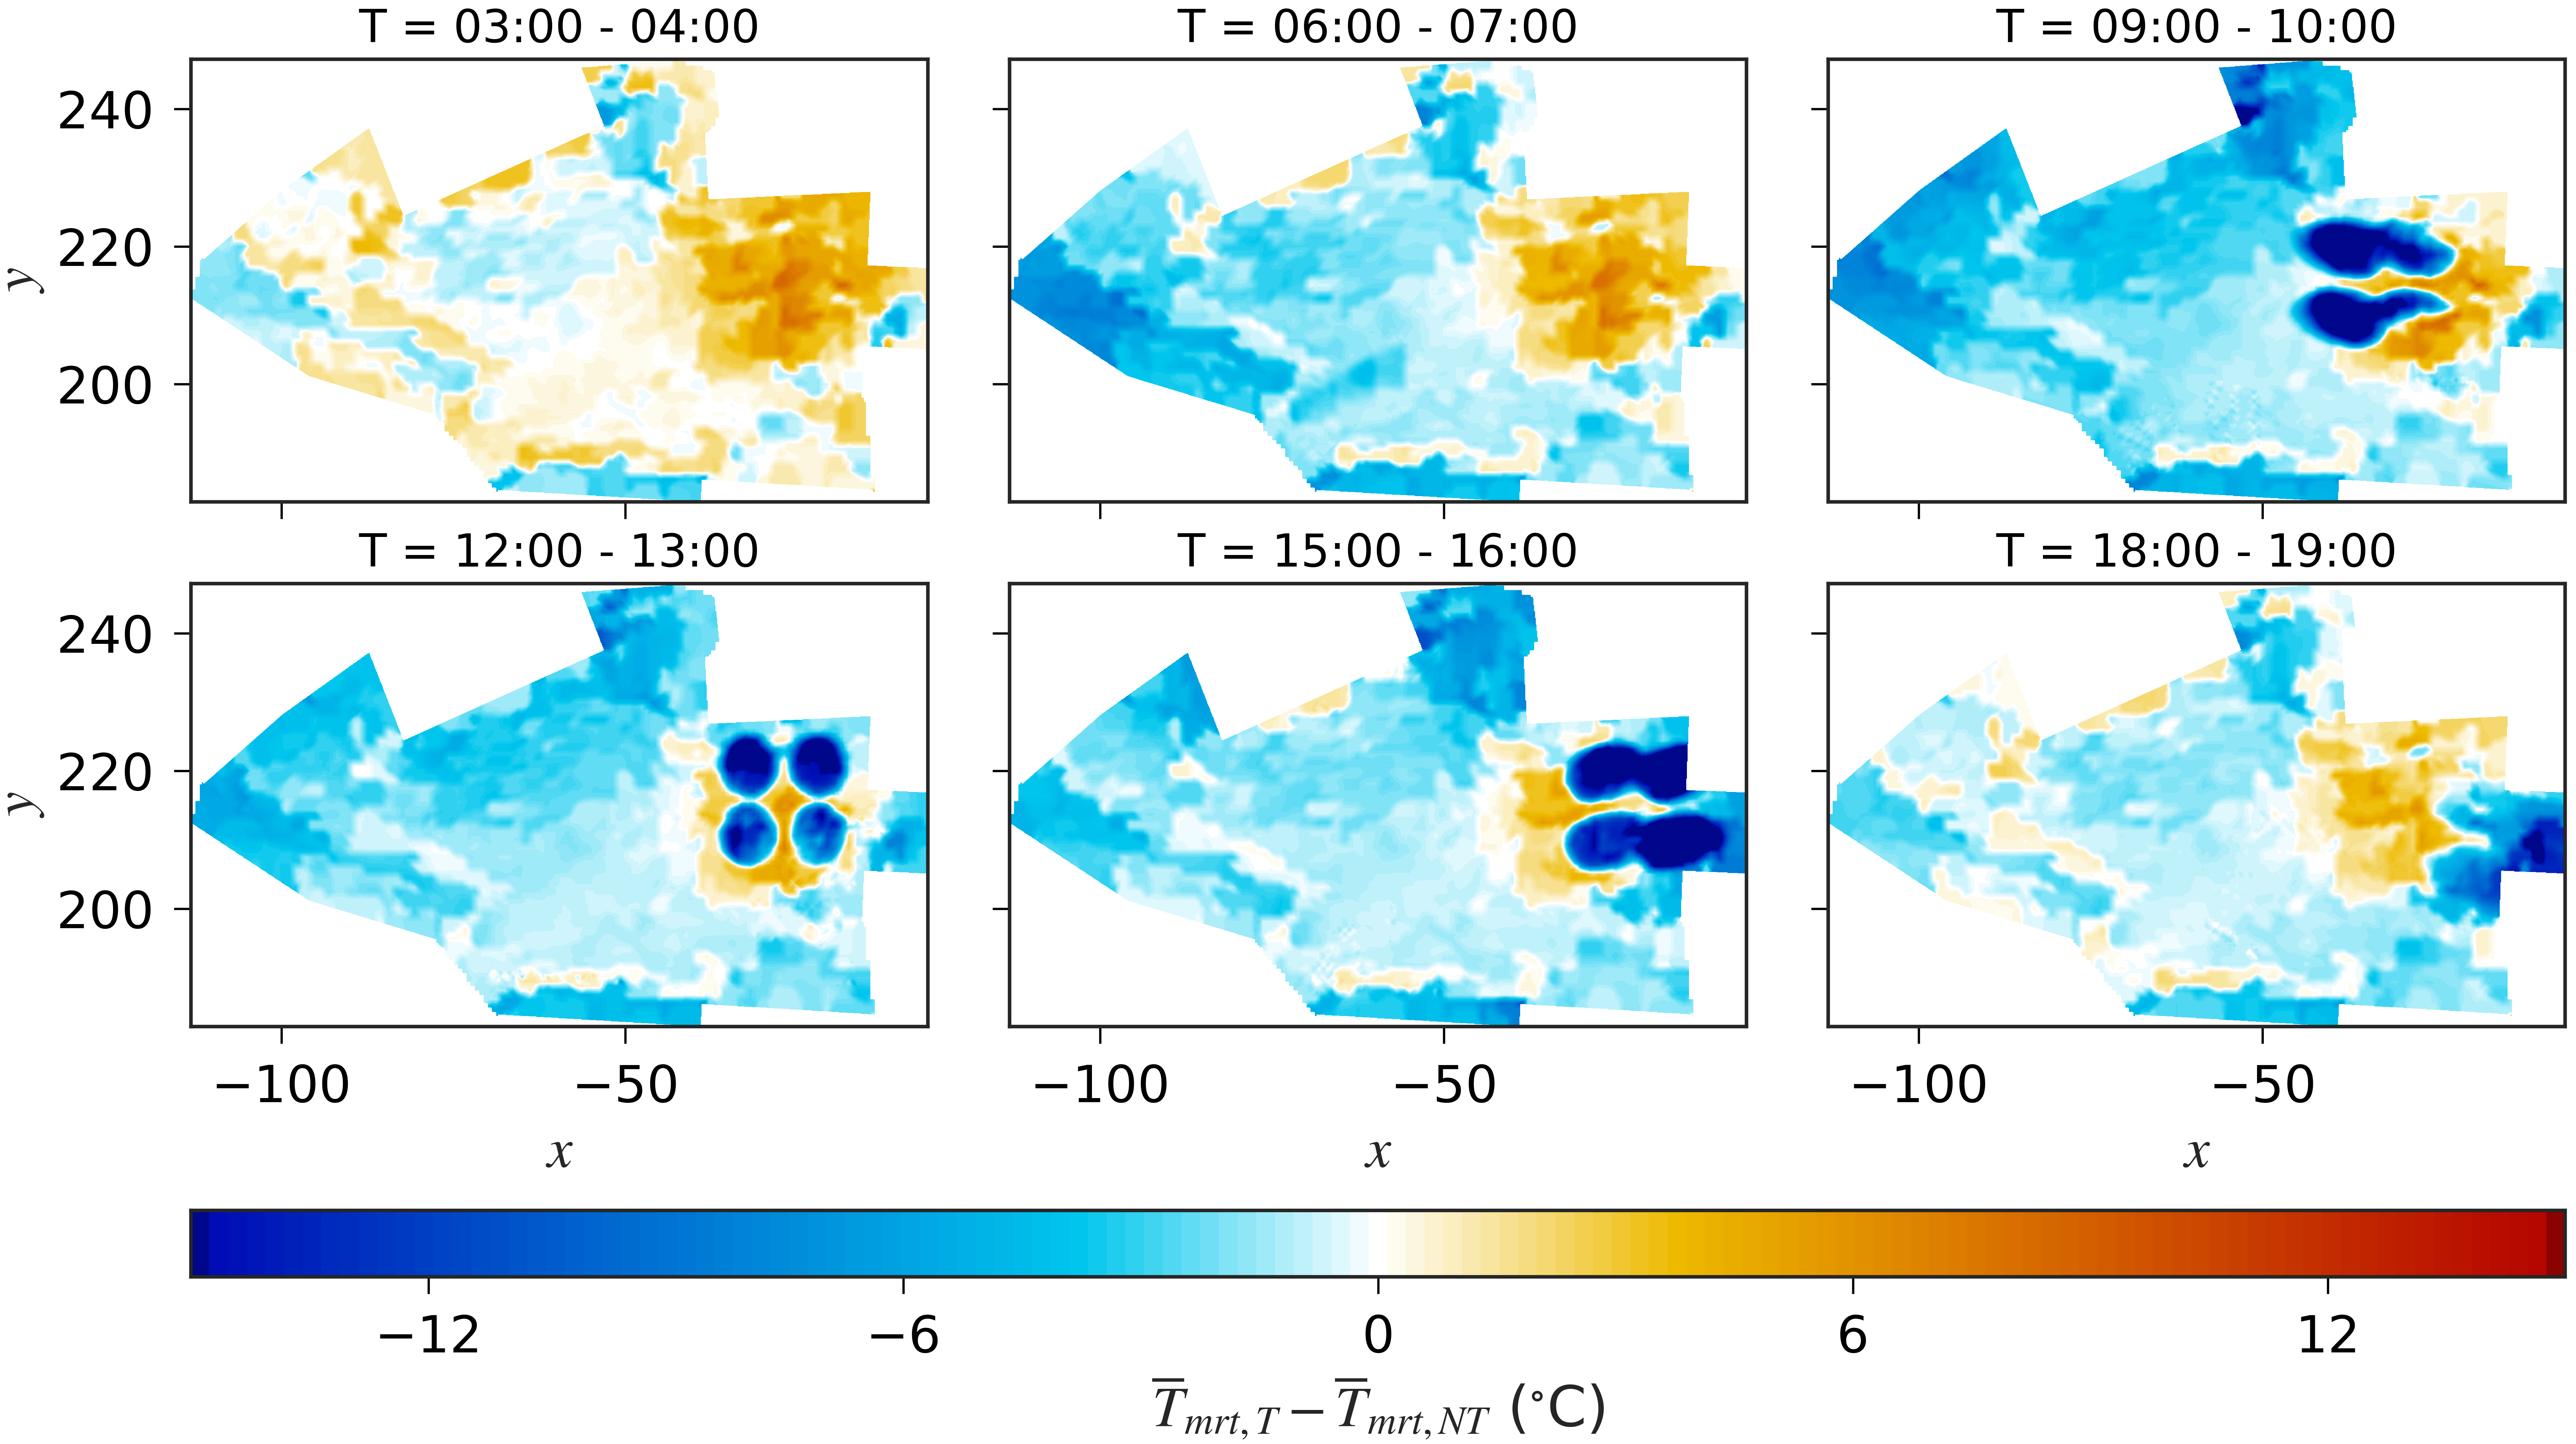 T = 03:00 - 04:00 T = 06:00 - 07:00 T = 09:00 - 10:00
240
220
200
y
T = 12:00 - 13:00 T = 15:00 - 16:00 T = 18:00 - 19:00
240
220
200
y
−100 −50 −100 −50 −100 −50
x x x
−12 −6 0 6 12
T̅mrt, T − T̅mrt, NT (°C)